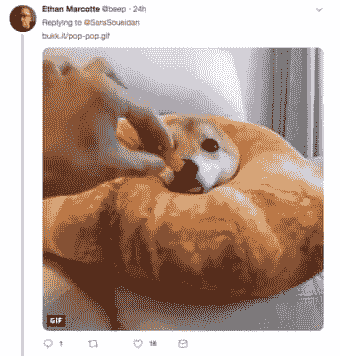 Ethan Marcotte @beep · 24h
Replying to @SaraSoueidan
bukk.it/pop-pop.gif
GIF
1
16